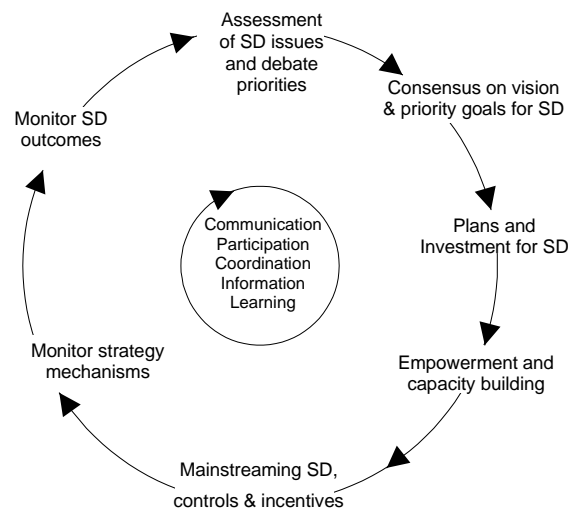 Assessment
of SD issues
and debate
priorities
Consensus on vision
& priority goals for SD
Plans and
Investment for SD
Empowerment and
capacity building
Mainstreaming SD,
controls & incentives
Monitor strategy
mechanisms
Monitor SD
outcomes
Communication
Participation
Coordination
Information
Learning